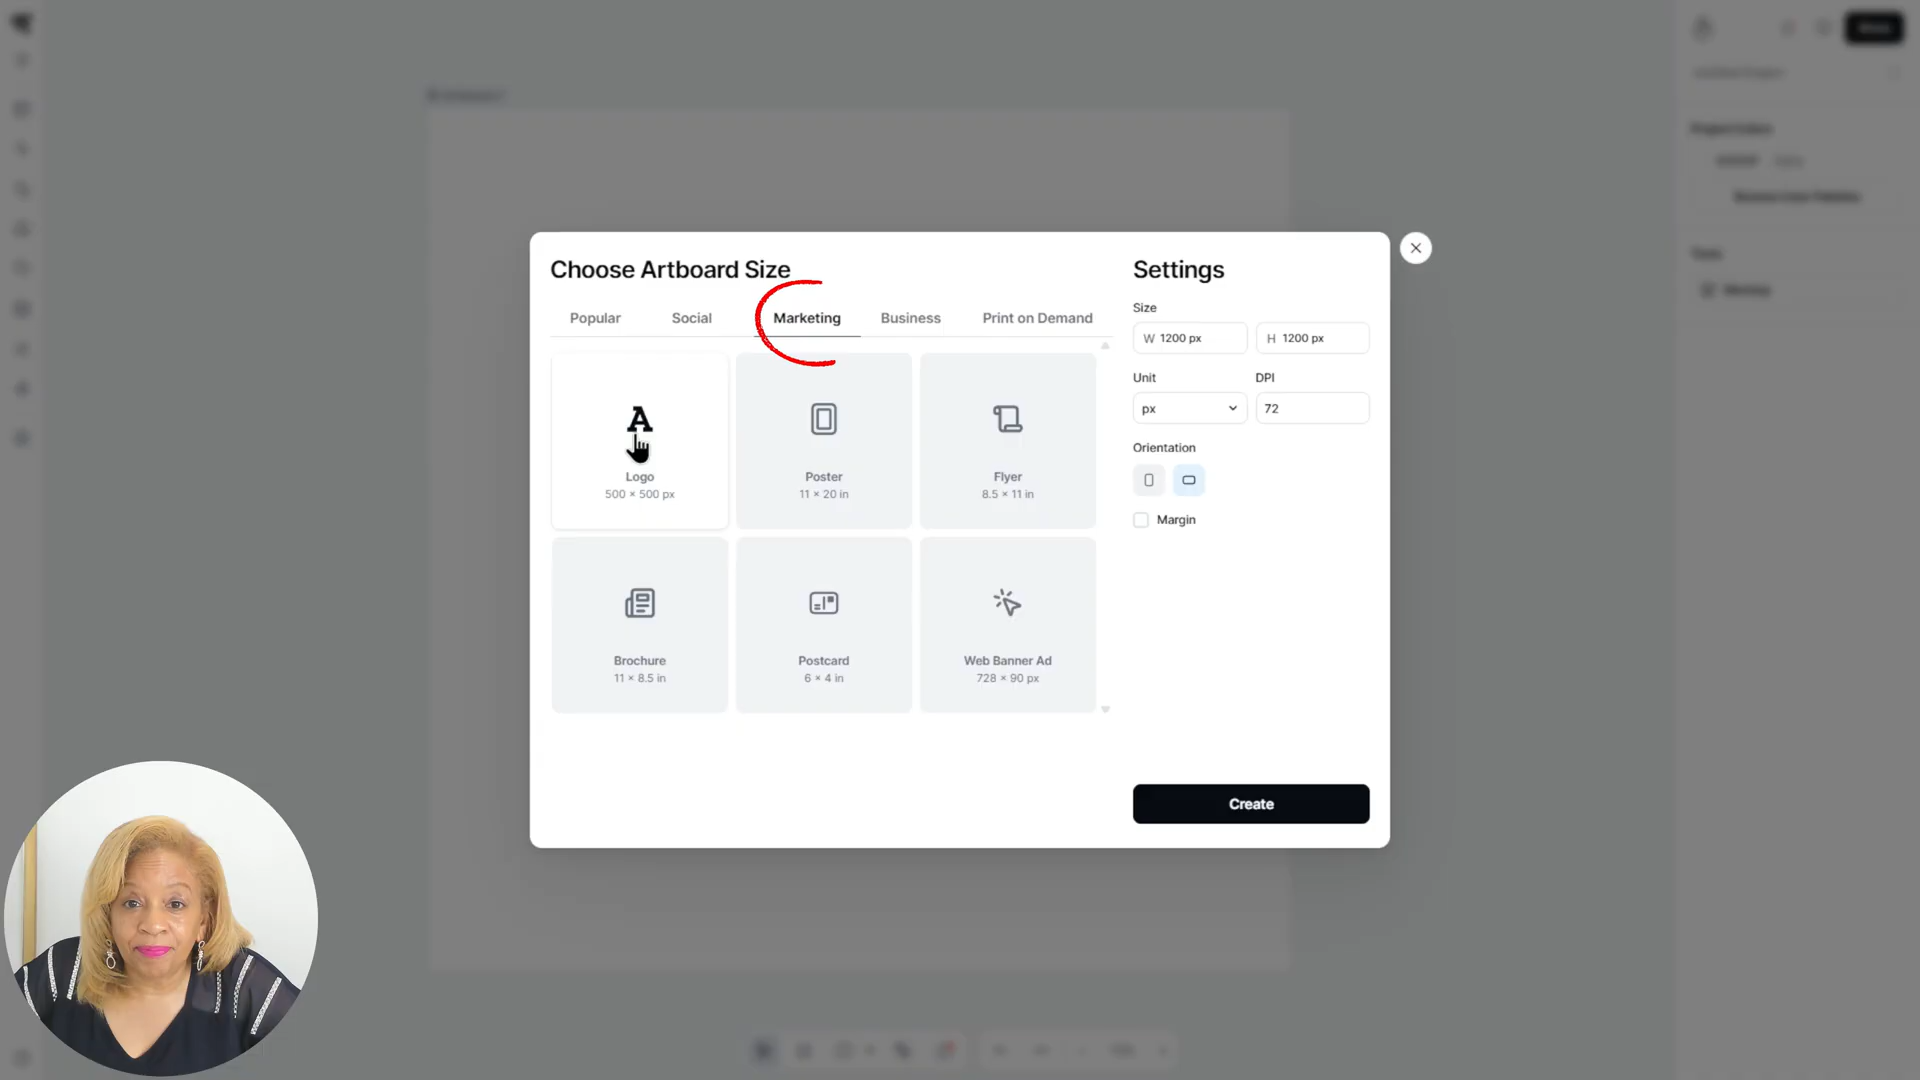 Choose Artboard Size
Settings
Popular
Social
Marketing
Business
Print on Demand
Size
W 1200 px
H 1200 px
Unit
DPI
px
72
Orientation
Margin
Logo
500 × 500 px
Poster
11 × 20 in
Flyer
8.5 × 11 in
Brochure
11 × 8.5 in
Postcard
6 × 4 in
Web Banner Ad
728 × 90 px
Create